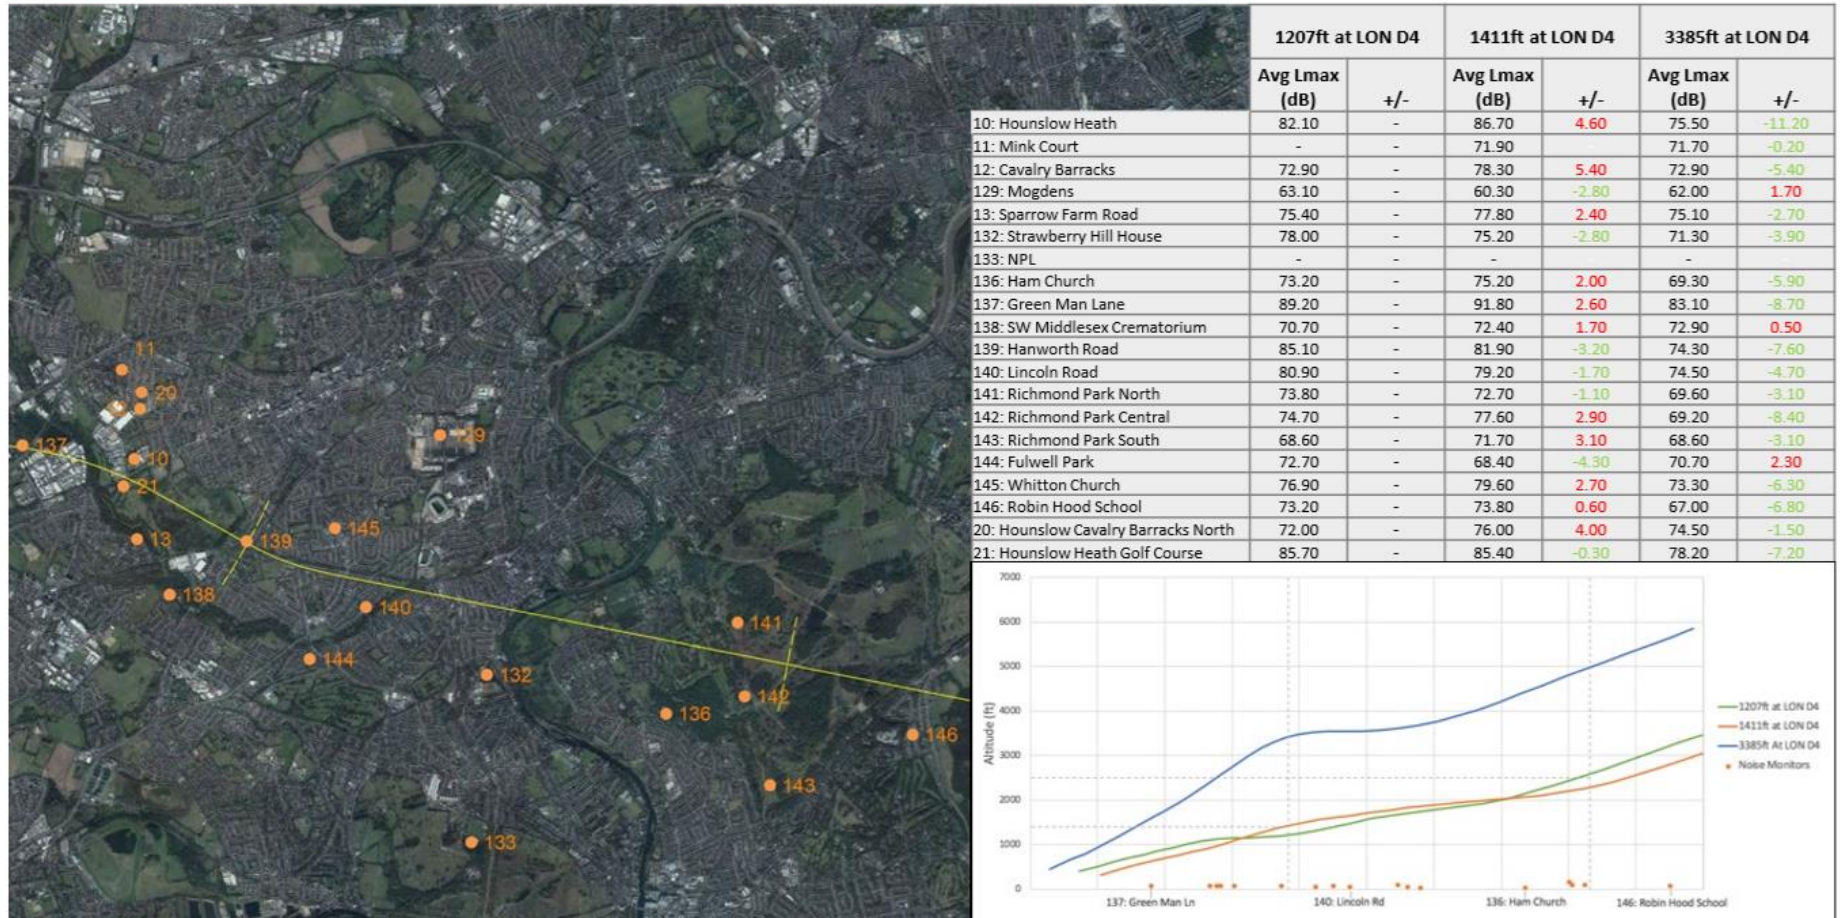 1207ft at LON D4 1411ft at LON D4 3385ft at LON D4
Avg Lmax (dB) +/- Avg Lmax (dB) +/- Avg Lmax (dB) +/-
10: Hounslow Heath 82.10 - 86.70 4.60 75.50 -11.20
11: Mink Court - - 71.90 - 71.70 -0.20
12: Cavalry Barracks 72.90 - 78.30 5.40 72.90 -5.40
129: Mogdens 63.10 - 60.30 -2.80 62.00 1.70
13: Sparrow Farm Road 75.40 - 77.80 2.40 75.10 -2.70
132: Strawberry Hill House 78.00 - 75.20 -2.80 71.30 -3.90
133: NPL - - - - - -
136: Ham Church 73.20 - 75.20 2.00 69.30 -5.90
137: Green Man Lane 89.20 - 91.80 2.60 83.10 -8.70
138: SW Middlesex Crematorium 70.70 - 72.40 1.70 72.90 0.50
139: Hanworth Road 85.10 - 81.90 -3.20 74.30 -7.60
140: Lincoln Road 80.90 - 79.20 -1.70 74.50 -4.70
141: Richmond Park North 73.80 - 72.70 -1.10 69.60 -3.10
142: Richmond Park Central 74.70 - 77.60 2.90 69.20 -8.40
143: Richmond Park South 68.60 - 71.70 3.10 68.60 -3.10
144: Fulwell Park 72.70 - 68.40 -4.30 70.70 2.30
145: Whitton Church 76.90 - 79.60 2.70 73.30 -6.30
146: Robin Hood School 73.20 - 73.80 0.60 67.00 -6.80
20: Hounslow Cavalry Barracks North 72.00 - 76.00 4.00 74.50 -1.50
21: Hounslow Heath Golf Course 85.70 - 85.40 -0.30 78.20 -7.20
11
20
137
10
21
13
139
145
129
138
140
144
132
141
142
136
146
143
133
7000
6000
5000
4000
3000
2000
1000
0
Altitude (ft)
1207ft at LON D4
1411ft at LON D4
3385ft At LON D4
Noise Monitors
137: Green Man Ln 140: Lincoln Rd 136: Ham Church 146: Robin Hood School